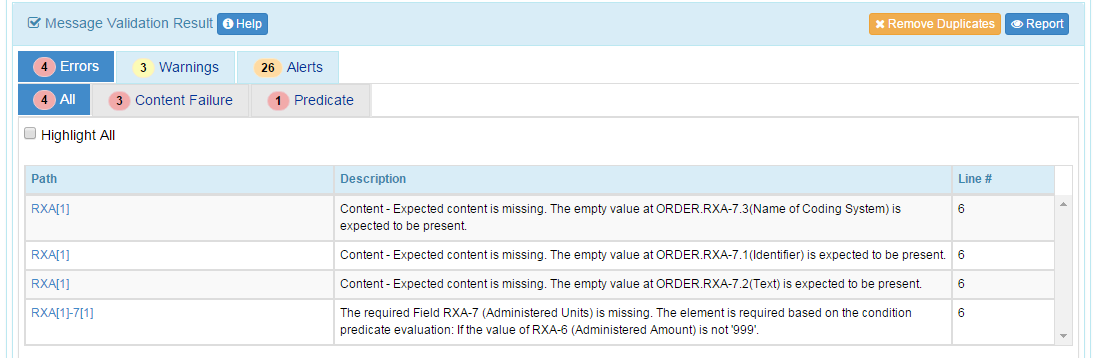 Message Validation Result Help Remove Duplicates Report
4 Errors 3 Warnings 26 Alerts
4 All 3 Content Failure 1 Predicate
Highlight All
Path Description Line #
RXA[1] Content - Expected content is missing. The empty value at ORDER.RXA-7.3(Name of Coding System) is 6
expected to be present.
RXA[1] Content - Expected content is missing. The empty value at ORDER.RXA-7.1(Identifier) is expected to be present. 6
RXA[1] Content - Expected content is missing. The empty value at ORDER.RXA-7.2(Text) is expected to be present. 6
RXA[1]-7[1] The required Field RXA-7 (Administered Units) is missing. The element is required based on the condition 6
predicate evaluation: If the value of RXA-6 (Administered Amount) is not '999'.